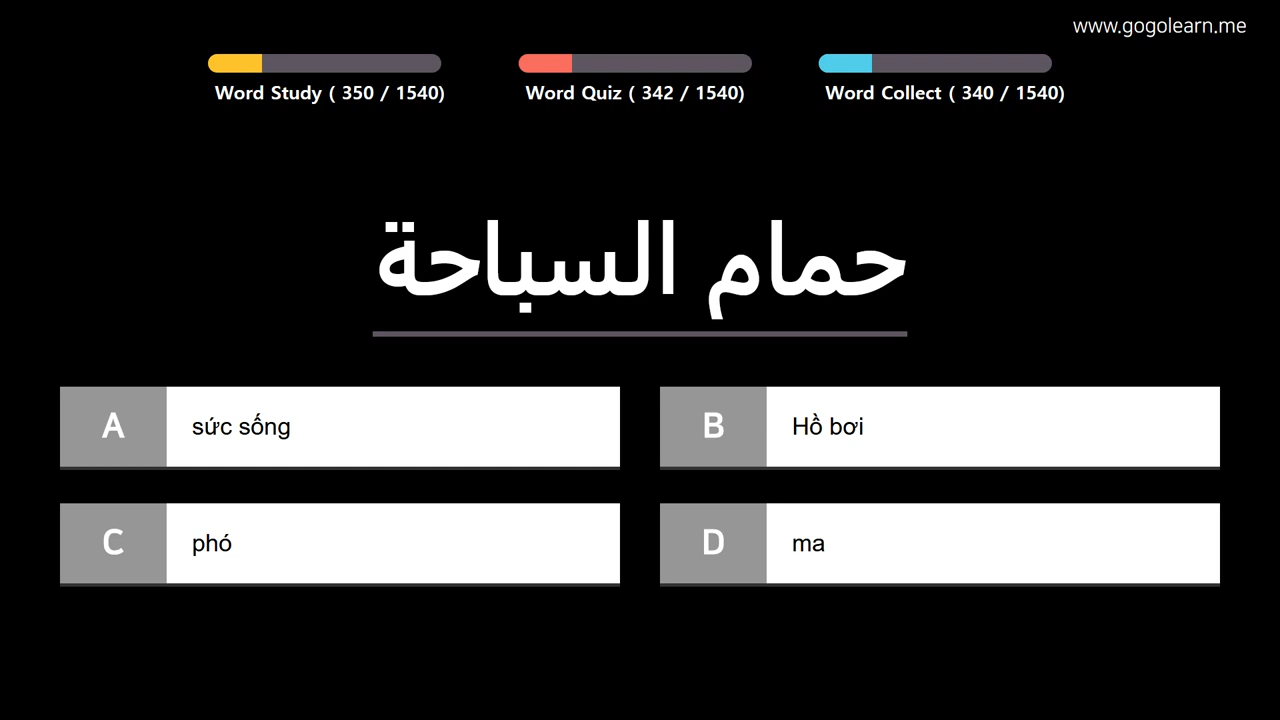 www.gogolearn.me
Word Study ( 350 / 1540)
Word Quiz ( 342 / 1540)
Word Collect ( 340 / 1540)
حمام السباحة
A
sức sống
B
Hồ bơi
C
phó
D
ma